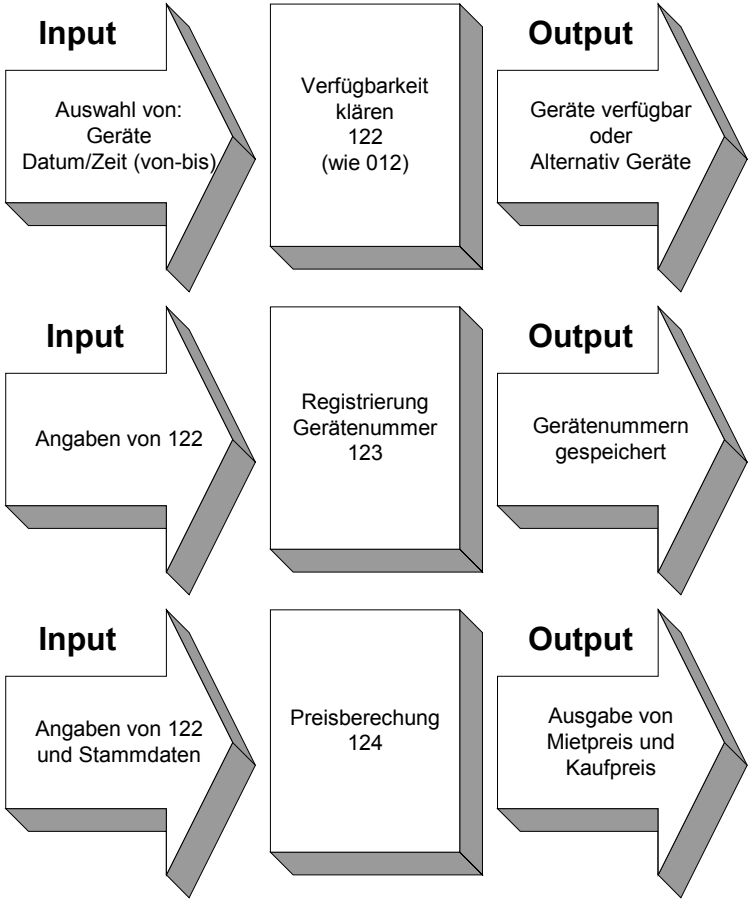 Input
Auswahl von:
Geräte
Datum/Zeit (von-bis)
Verfügbarkeit
klären
122
(wie 012)
Output
Geräte verfügbar
oder
Alternativ Geräte
Input
Angaben von 122
Registrierung
Gerätenummer
123
Output
Gerätenummern
gespeichert
Input
Angaben von 122
und Stammdaten
Preisberechung
124
Output
Ausgabe von
Mietpreis und
Kaufpreis